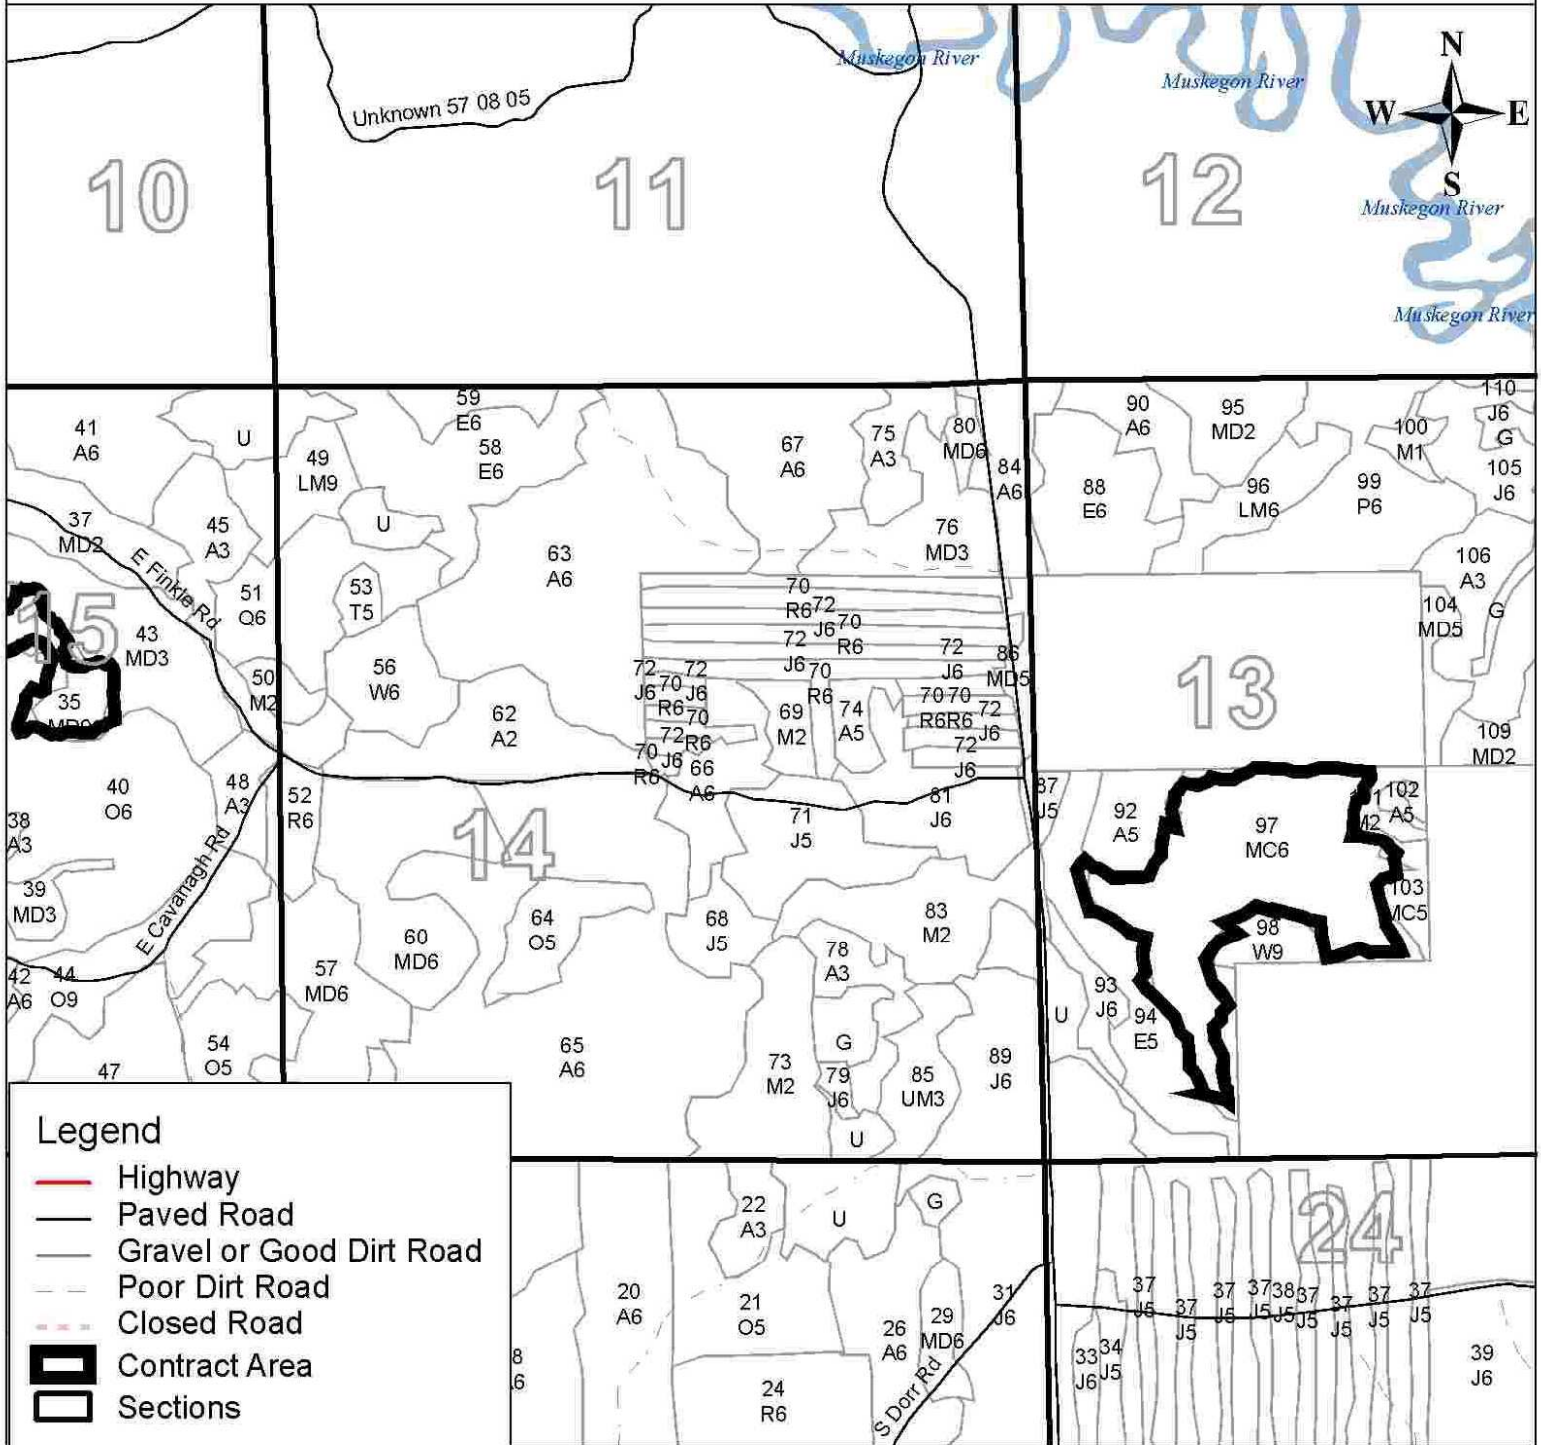 Muskegon River
Muskegon River
N
W
E
S
Muskegon River
Muskegon River
Unknown 57 08 05
10
11
12
59
E6
110
J6
41
A6
U
49
LM9
58
E6
67
A6
75
A3
80
MD6
84
A6
90
A6
95
MD2
100
M1
G
105
J6
88
E6
96
LM6
99
P6
37
MD2
E Finkle Rd
45
A3
U
63
A6
76
MD3
106
A3
G
104
MD5
15
43
MD3
51
Q6
53
T5
70
R6
72
J6
70
R6
72
J6
72
J6
86
MD5
13
35
50
M2
56
W6
62
A2
72
J6
70
R6
72
J6
70
R6
72
J6
70
R6
66
A6
70
R6
69
M2
74
A5
70 70
R6R6
72
J6
72
J6
109
MD2
40
O6
48
A3
52
R6
14
71
J5
81
J6
87
J5
92
A5
97
MC6
102
A5
38
A3
39
MD3
E Cavanagh Rd
64
O5
68
J5
83
M2
98
W9
103
MC5
42
A6
44
O9
57
MD6
60
MD6
78
A3
93
J6
94
E5
U
54
O5
47
65
A6
73
M2
G
79
J6
U
85
UM3
89
J6
Legend
Highway
Paved Road
Gravel or Good Dirt Road
Poor Dirt Road
Closed Road
Contract Area
Sections
22
A3
U
G
24
20
A6
21
O5
26
A6
29
MD6
31
J6
24
R6
S Dorr Rd
37
J5
37
J5
37
J5
37
J5
38
J5
37
J5
37
J5
37
J5
37
J5
33
J6
34
J5
39
J6